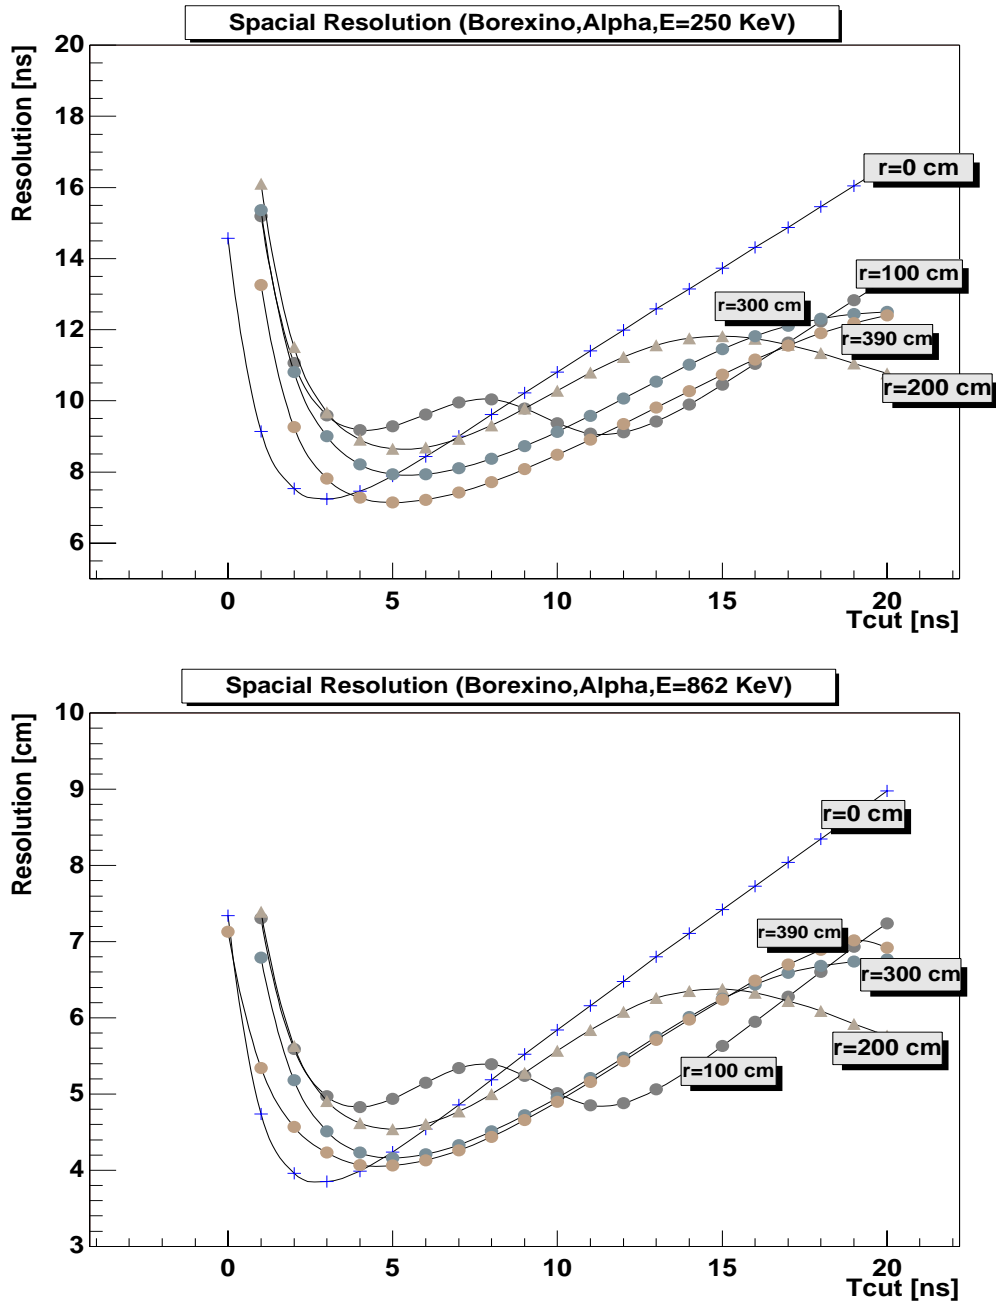 Spacial Resolution (Borexino,Alpha,E=250 KeV)
Resolution [ns]
20
18
16
14
12
10
8
6
r=0 cm
r=100 cm
r=300 cm
r=390 cm
r=200 cm
0 5 10 15 20
Tcut [ns]
Spacial Resolution (Borexino,Alpha,E=862 KeV)
Resolution [cm]
10
9
8
7
6
5
4
3
r=0 cm
r=390 cm
r=300 cm
r=200 cm
r=100 cm
0 5 10 15 20
Tcut [ns]